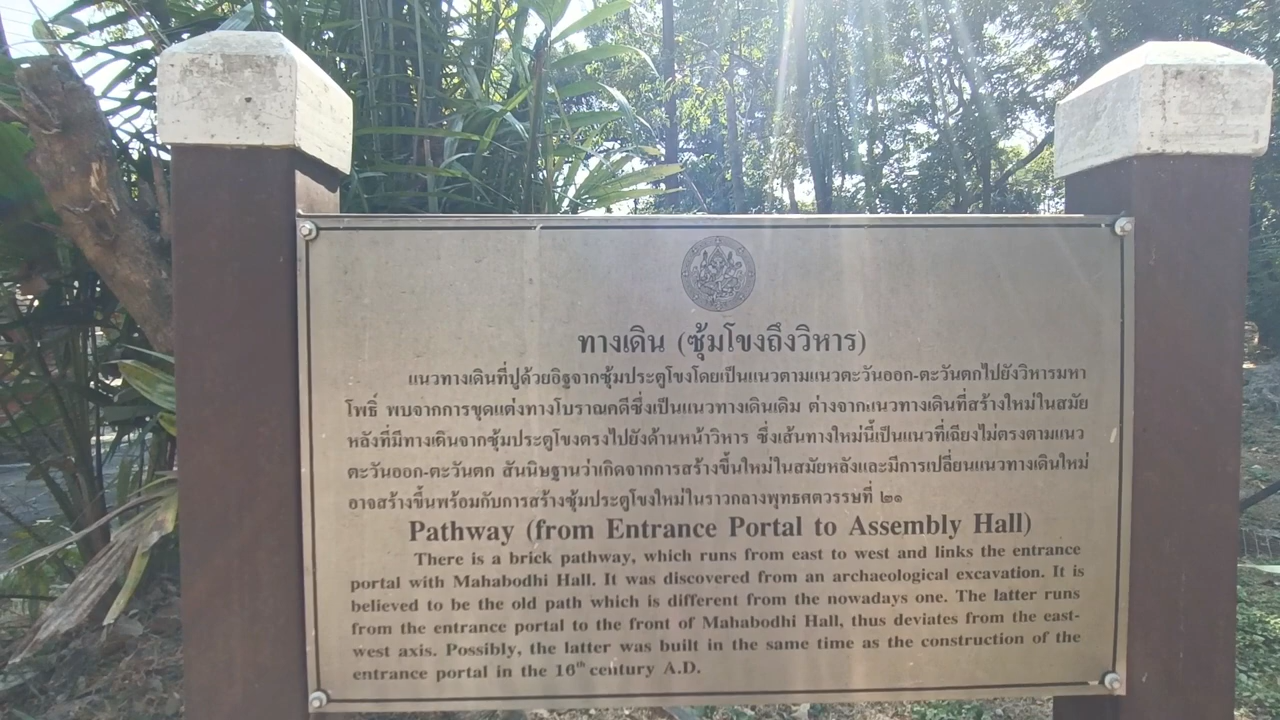 ทางเดิน (ซุ้มโขงถึงวิหาร)
แนวทางเดินที่ปูด้วยอิฐจากซุ้มประตูโขงโดยเป็นแนวตามแนวตะวันออก-ตะวันตกไปยังวิหารมหา
โพธิ์ พบจากการขุดแต่งทางโบราณคดีซึ่งเป็นแนวทางเดินเดิม ต่างจากแนวทางเดินที่สร้างใหม่ในสมัย
หลังที่มีทางเดินจากซุ้มประตูโขงตรงไปยังด้านหน้าวิหาร ซึ่งเส้นทางใหม่นี้เป็นแนวที่เฉียงไม่ตรงตามแนว
ตะวันออก-ตะวันตก สันนิษฐานว่าเกิดจากการสร้างขึ้นใหม่ในสมัยหลังและมีการเปลี่ยนแนวทางเดินใหม่
อาจสร้างขึ้นพร้อมกับการสร้างซุ้มประตูโขงใหม่ในราวกลางพุทธศตวรรษที่ ๒๑
Pathway (from Entrance Portal to Assembly Hall)
There is a brick pathway, which runs from east to west and links the entrance
portal with Mahabodhi Hall. It was discovered from an archaeological excavation. It is
believed to be the old path which is different from the nowadays one. The latter runs
from the entrance portal to the front of Mahabodhi Hall, thus deviates from the east-
west axis. Possibly, the latter was built in the same time as the construction of the
entrance portal in the 16th century A.D.